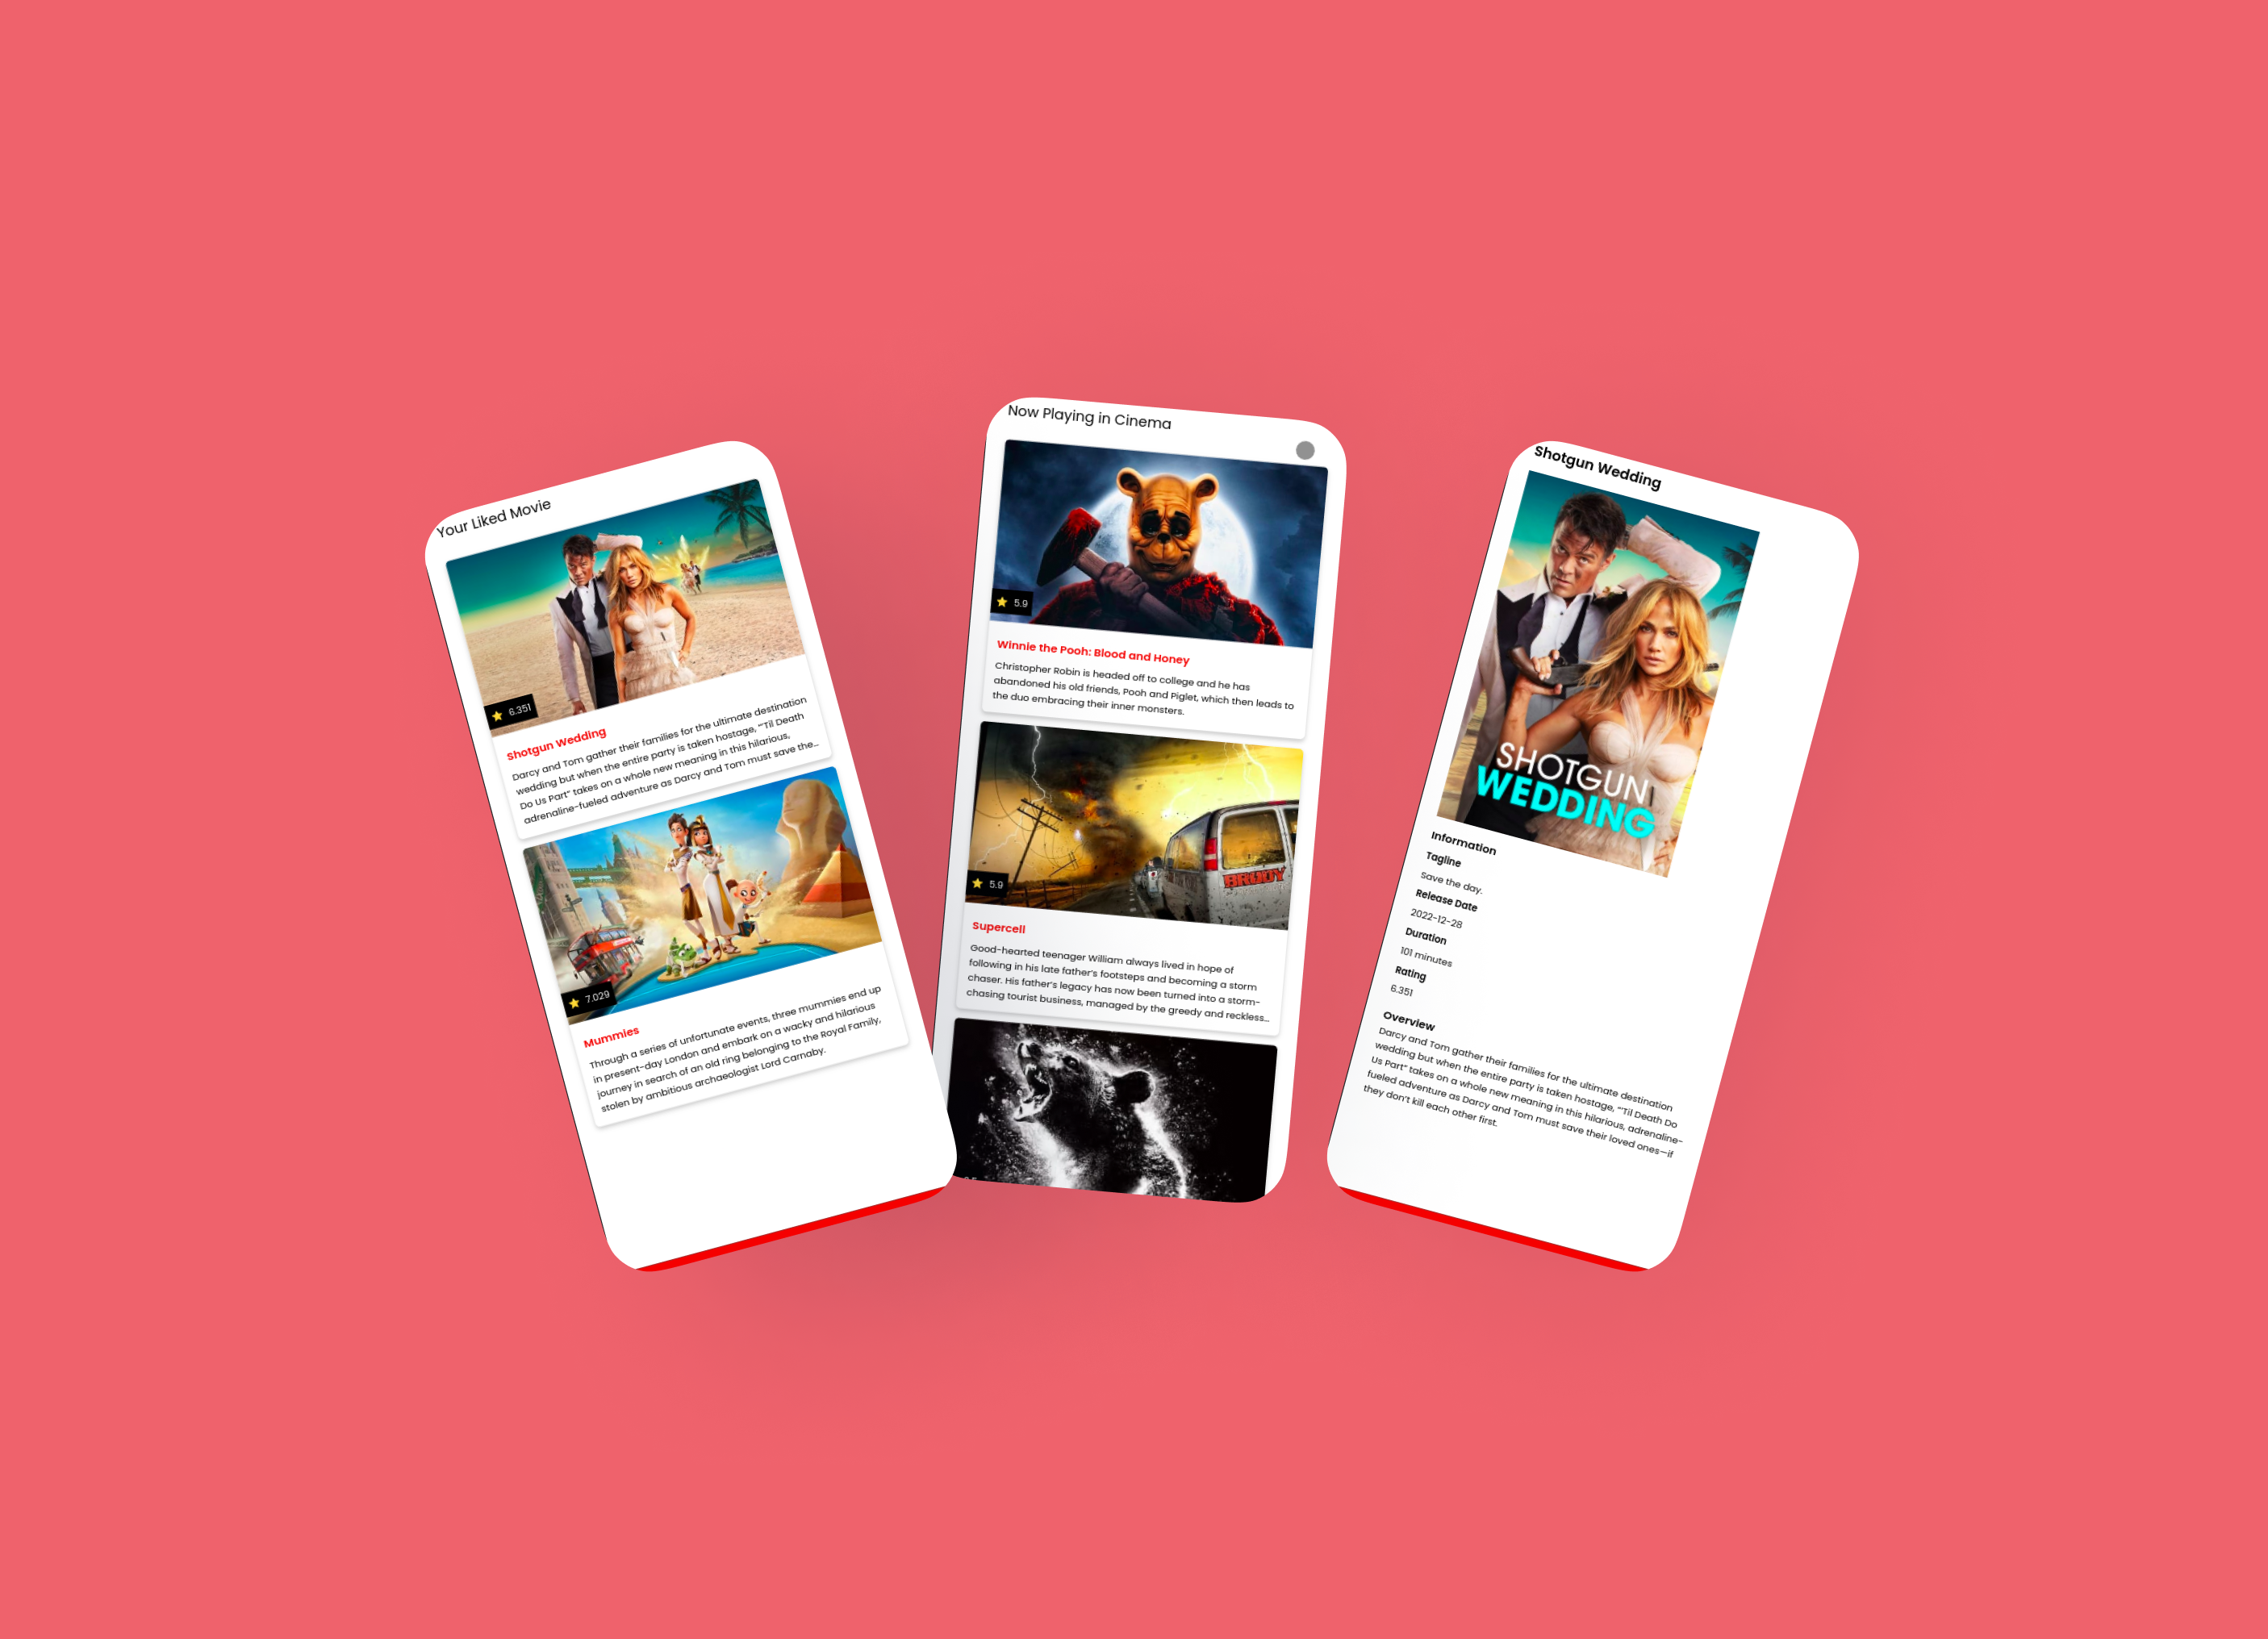 Your Liked Movie
6.351
Shotgun Wedding
Darcy and Tom gather their families for the ultimate destination
wedding but when the entire party is taken hostage, “’Til Death
Do Us Part” takes on a whole new meaning in this hilarious,
adrenaline-fueled adventure as Darcy and Tom must save the...
7.029
Mummies
Through a series of unfortunate events, three mummies end up
in present-day London and embark on a wacky and hilarious
journey in search of an old ring belonging to the Royal Family,
stolen by ambitious archaeologist Lord Carnaby.
Now Playing in Cinema
5.9
Winnie the Pooh: Blood and Honey
Christopher Robin is headed off to college and he has
abandoned his old friends, Pooh and Piglet, which then leads to
the duo embracing their inner monsters.
BRODY
5.9
Supercell
Good-hearted teenager William always lived in hope of
following in his late father’s footsteps and becoming a storm
chaser. His father’s legacy has now been turned into a storm-
chasing tourist business, managed by the greedy and reckless...
Shotgun Wedding
SHOTGUN
WEDDING
Information
Tagline
Save the day.
Release Date
2022-12-28
Duration
101 minutes
Rating
6.351
Overview
Darcy and Tom gather their families for the ultimate destination
wedding but when the entire party is taken hostage, “’Til Death Do
Us Part” takes on a whole new meaning in this hilarious, adrenaline-
fueled adventure as Darcy and Tom must save their loved ones—if
they don’t kill each other first.